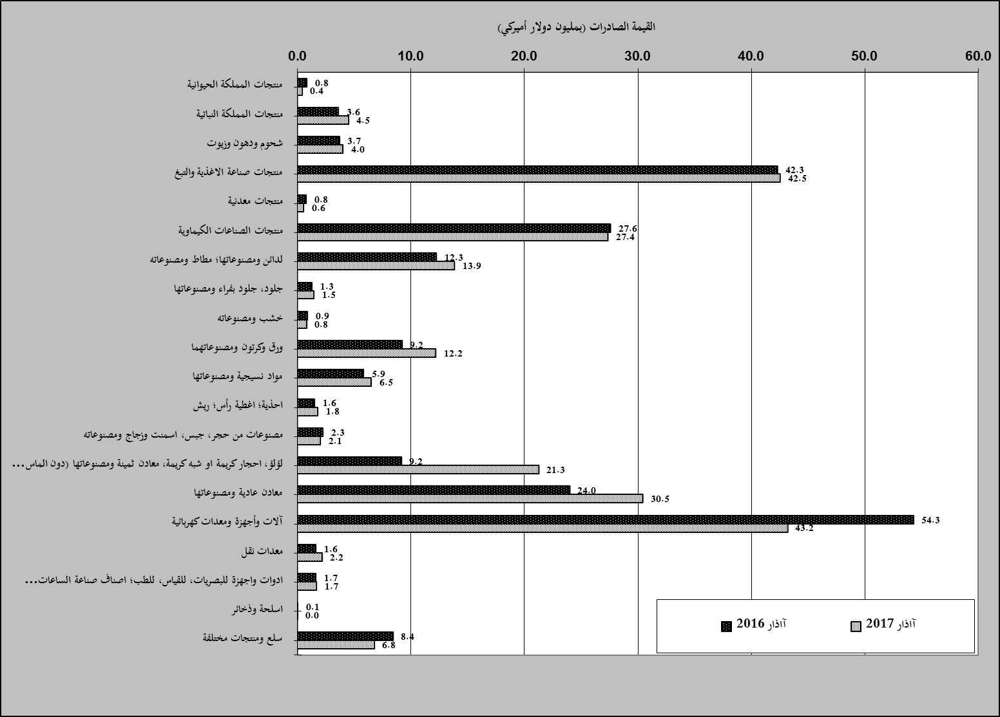 القيمة الصادرات (بمليون دولار أميركي)
0.0 10.0 20.0 30.0 40.0 50.0 60.0
منتجات المملكة الحيوانية
0.8
0.4
منتجات المملكة النباتية
3.6
4.5
شحوم ودهون وزيوت
3.7
4.0
منتجات صناعة الاغذية والتبغ
42.3
42.5
منتجات معدنية
0.8
0.6
منتجات الصناعات الكيماوية
27.6
27.4
لدائن ومصنوعاتها؛ مطاط ومصنوعاته
12.3
13.9
جلود، جلود بفراء ومصنوعاتها
1.3
1.5
خشب ومصنوعاته
0.9
0.8
ورق وكرتون ومصنوعاتهما
9.2
12.2
مواد نسيجية ومصنوعاتها
5.9
6.5
احذية؛ اغطية رأس؛ ريش
1.6
1.8
مصنوعات من حجر، جبس، اسمنت وزجاج ومصنوعاته
2.3
2.1
لؤلؤ، احجار كريمة او شبه كريمة، معادن ثمينة ومصنوعاتها (دون الماس...
9.2
21.3
معادن عادية ومصنوعاتها
24.0
30.5
آلات وأجهزة ومعدات كهربائية
54.3
43.2
معدات نقل
1.6
2.2
ادوات واجهزة للبصريات، للقياس، للطب؛ اصناف صناعة الساعات...
1.7
1.7
اسلحة وذخائر
0.1
0.0
سلع ومنتجات مختلفة
8.4
6.8
آاذار 2016
آاذار 2017